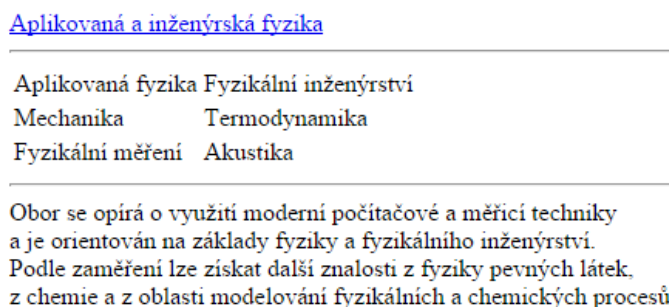 Aplikovaná a inženýrská fyzika
Aplikovaná fyzika Fyzikální inženýrství
Mechanika Termodynamika
Fyzikální měření Akustika
Obor se opírá o využití moderní počítačové a měřicí techniky
a je orientován na základy fyziky a fyzikálního inženýrství.
Podle zaměření lze získat další znalosti z fyziky pevných látek,
z chemie a z oblasti modelování fyzikálních a chemických procesů